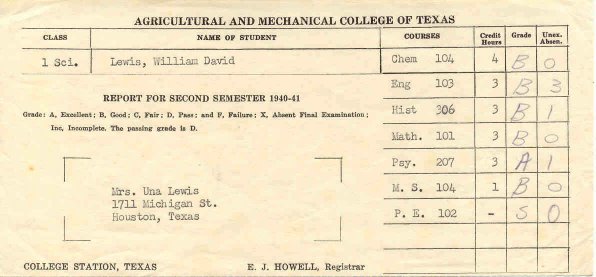 AGRICULTURAL AND MECHANICAL COLLEGE OF TEXAS
CLASS NAME OF STUDENT COURSES Credit Hours Grade Unex. Absen.
1 Sci. Lewis, William David Chem 104 4 B 0
Eng 103 3 B 3
REPORT FOR SECOND SEMESTER 1940-41
Grade: A, Excellent; B, Good; C, Fair; D, Pass; and F, Failure; X, Absent Final Examination;
Inc, Incomplete. The passing grade is D.
Hist 306 3 B 1
Math. 101 3 B 0
Psy. 207 3 A 1
M. S. 104 1 B 0
P. E. 102 - S 0
Mrs. Una Lewis
1711 Michigan St.
Houston, Texas
COLLEGE STATION, TEXAS E. J. HOWELL, Registrar